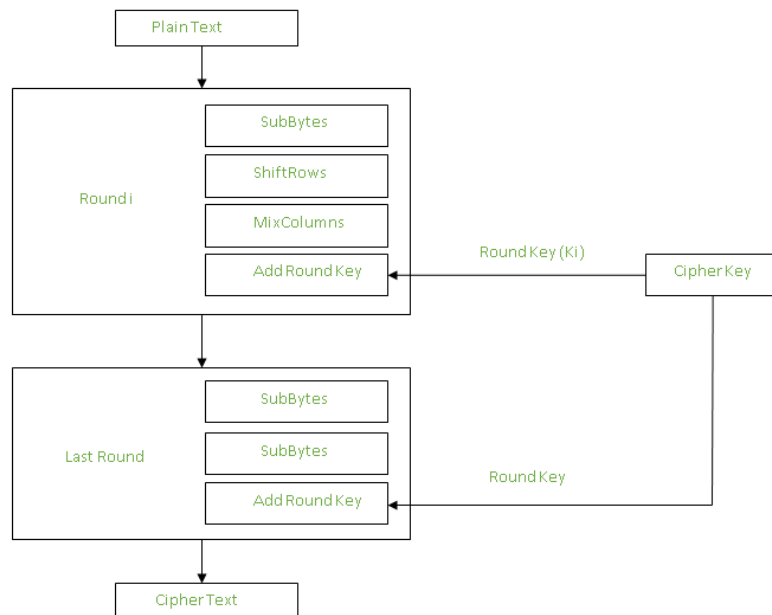 Plain Text
SubBytes
ShiftRows
Round i
MixColumns
Add Round Key
Round Key (Ki)
Cipher Key
SubBytes
Last Round
SubBytes
Add Round Key
Round Key
Cipher Text